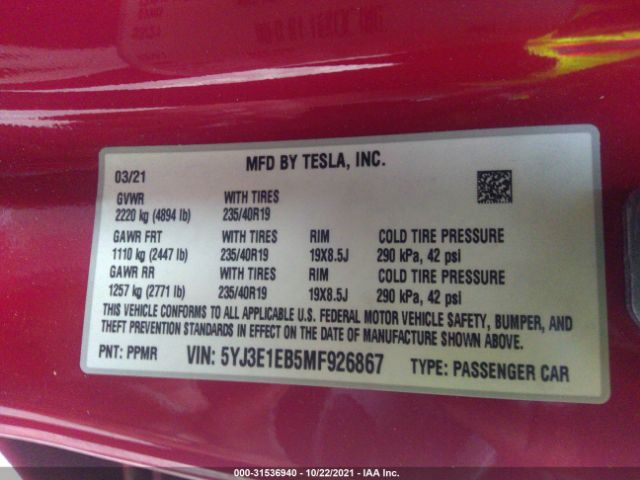 MFD BY TESLA, INC.
03/21
GVWR WITH TIRES
2220 kg (4894 lb) 235/40R19
GAWR FRT WITH TIRES RIM COLD TIRE PRESSURE
1110 kg (2447 lb) 235/40R19 19X8.5J 290 kPa, 42 psi
GAWR RR WITH TIRES RIM COLD TIRE PRESSURE
1257 kg (2771 lb) 235/40R19 19X8.5J 290 kPa, 42 psi
THIS VEHICLE CONFORMS TO ALL APPLICABLE U.S. FEDERAL MOTOR VEHICLE SAFETY, BUMPER, AND
THEFT PREVENTION STANDARDS IN EFFECT ON THE DATE OF MANUFACTURE SHOWN ABOVE.
PNT: PPMR VIN: 5YJ3E1EB5MF926867 TYPE: PASSENGER CAR
000-31536940 - 10/22/2021 - IAA Inc.